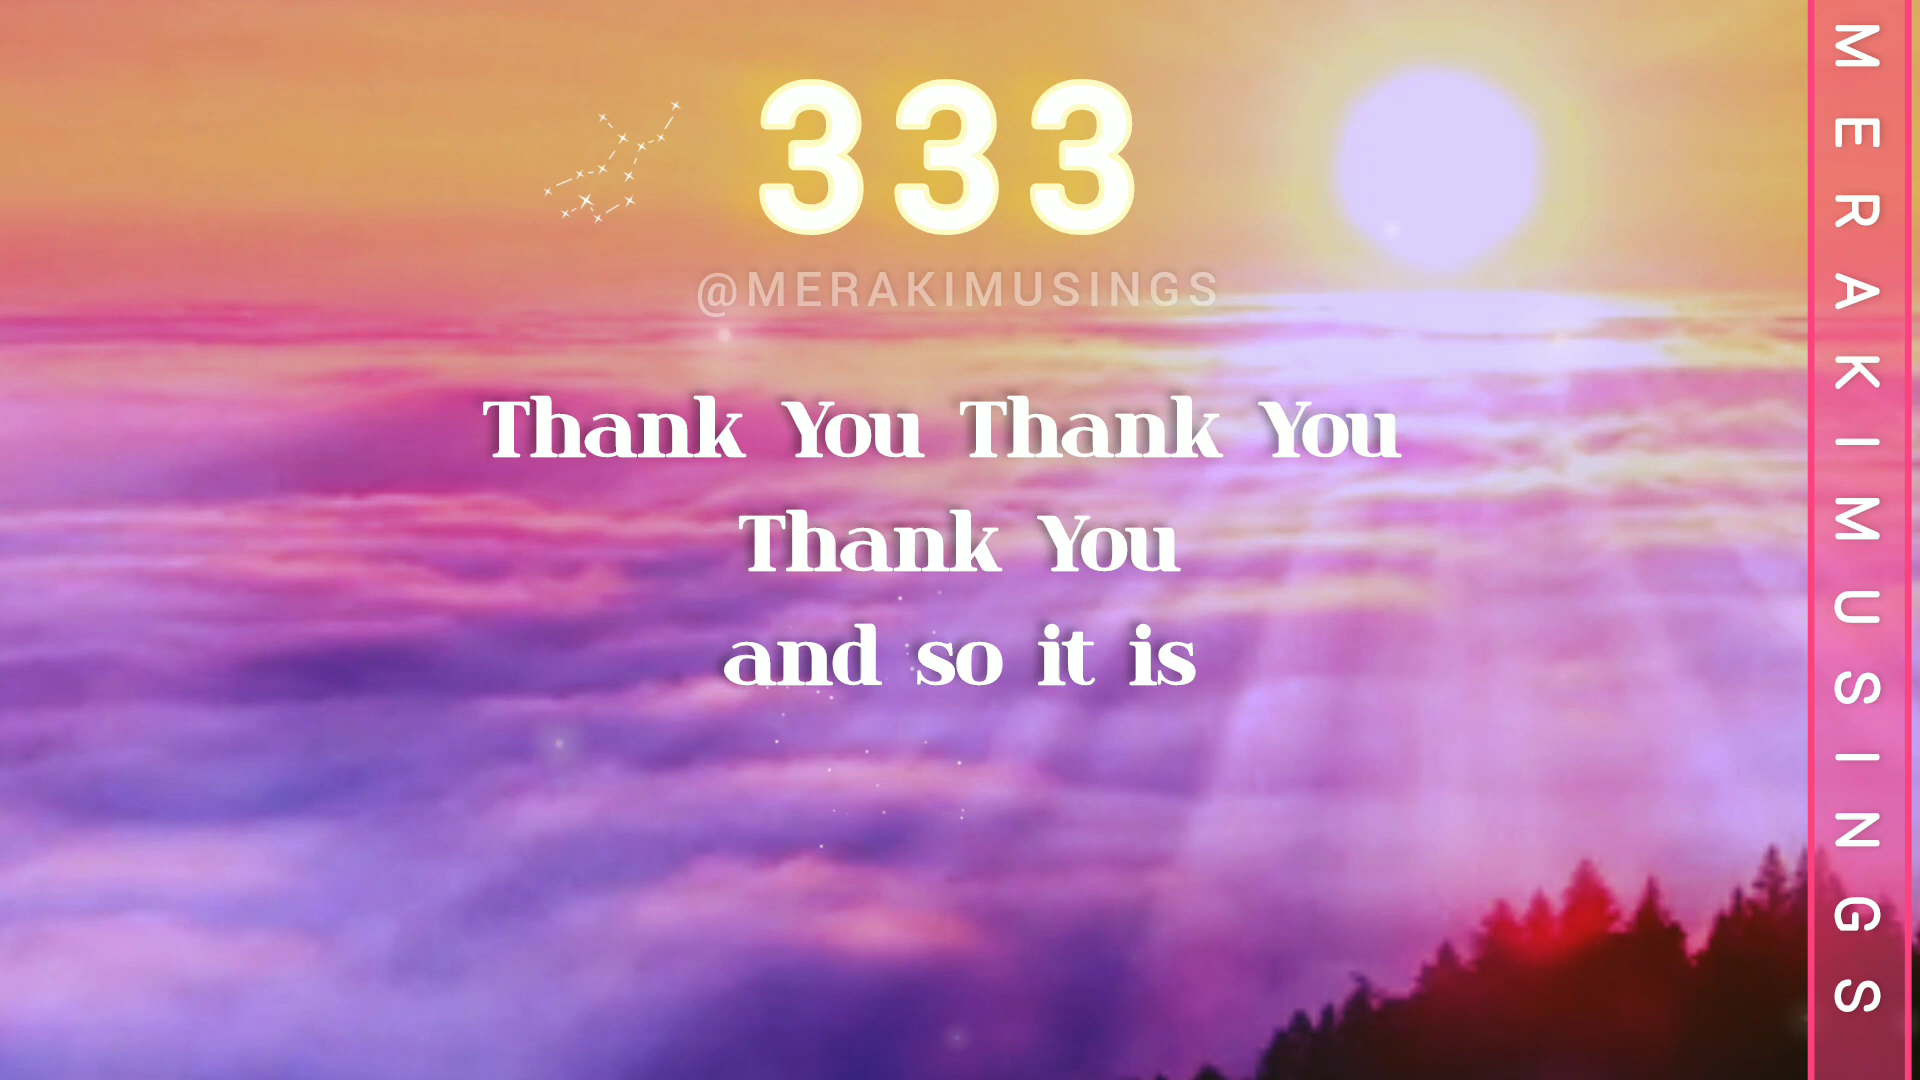 333
@MERAKIMUSINGS
Thank You Thank You
Thank You
and so it is
MERAKIMUSINGS